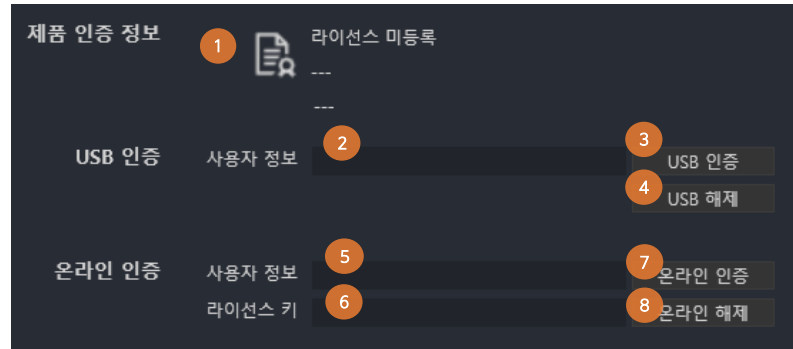 제품 인증 정보 1 라이선스 미등록
---
---
USB 인증 사용자 정보 2 3 USB 인증
4 USB 해제
온라인 인증 사용자 정보 5 7 온라인 인증
라이선스 키 6 8 온라인 해제